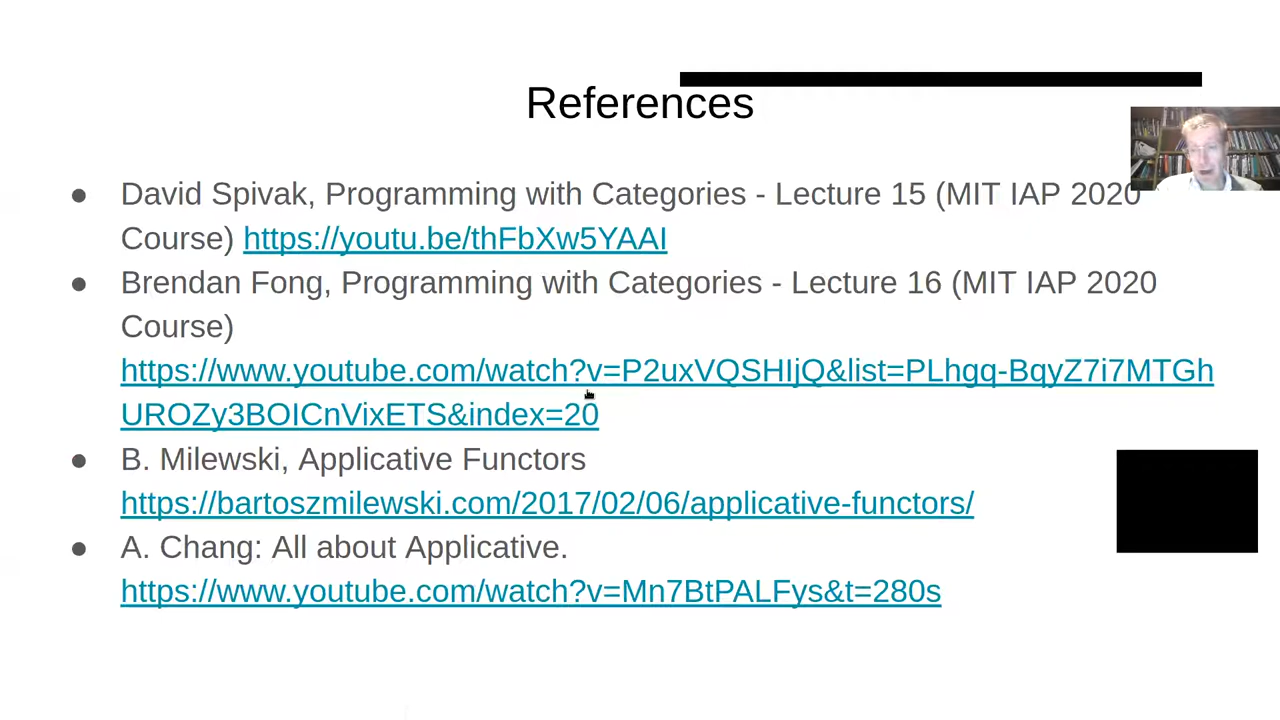 References
● David Spivak, Programming with Categories - Lecture 15 (MIT IAP 2020
Course) https://youtu.be/thFbXw5YAAI
● Brendan Fong, Programming with Categories - Lecture 16 (MIT IAP 2020
Course)
https://www.youtube.com/watch?v=P2uxVQSHIjQ&list=PLhgq-BqyZ7i7MTGh
UROZy3BOICnVixETS&index=20
● B. Milewski, Applicative Functors
https://bartoszmilewski.com/2017/02/06/applicative-functors/
● A. Chang: All about Applicative.
https://www.youtube.com/watch?v=Mn7BtPALFys&t=280s